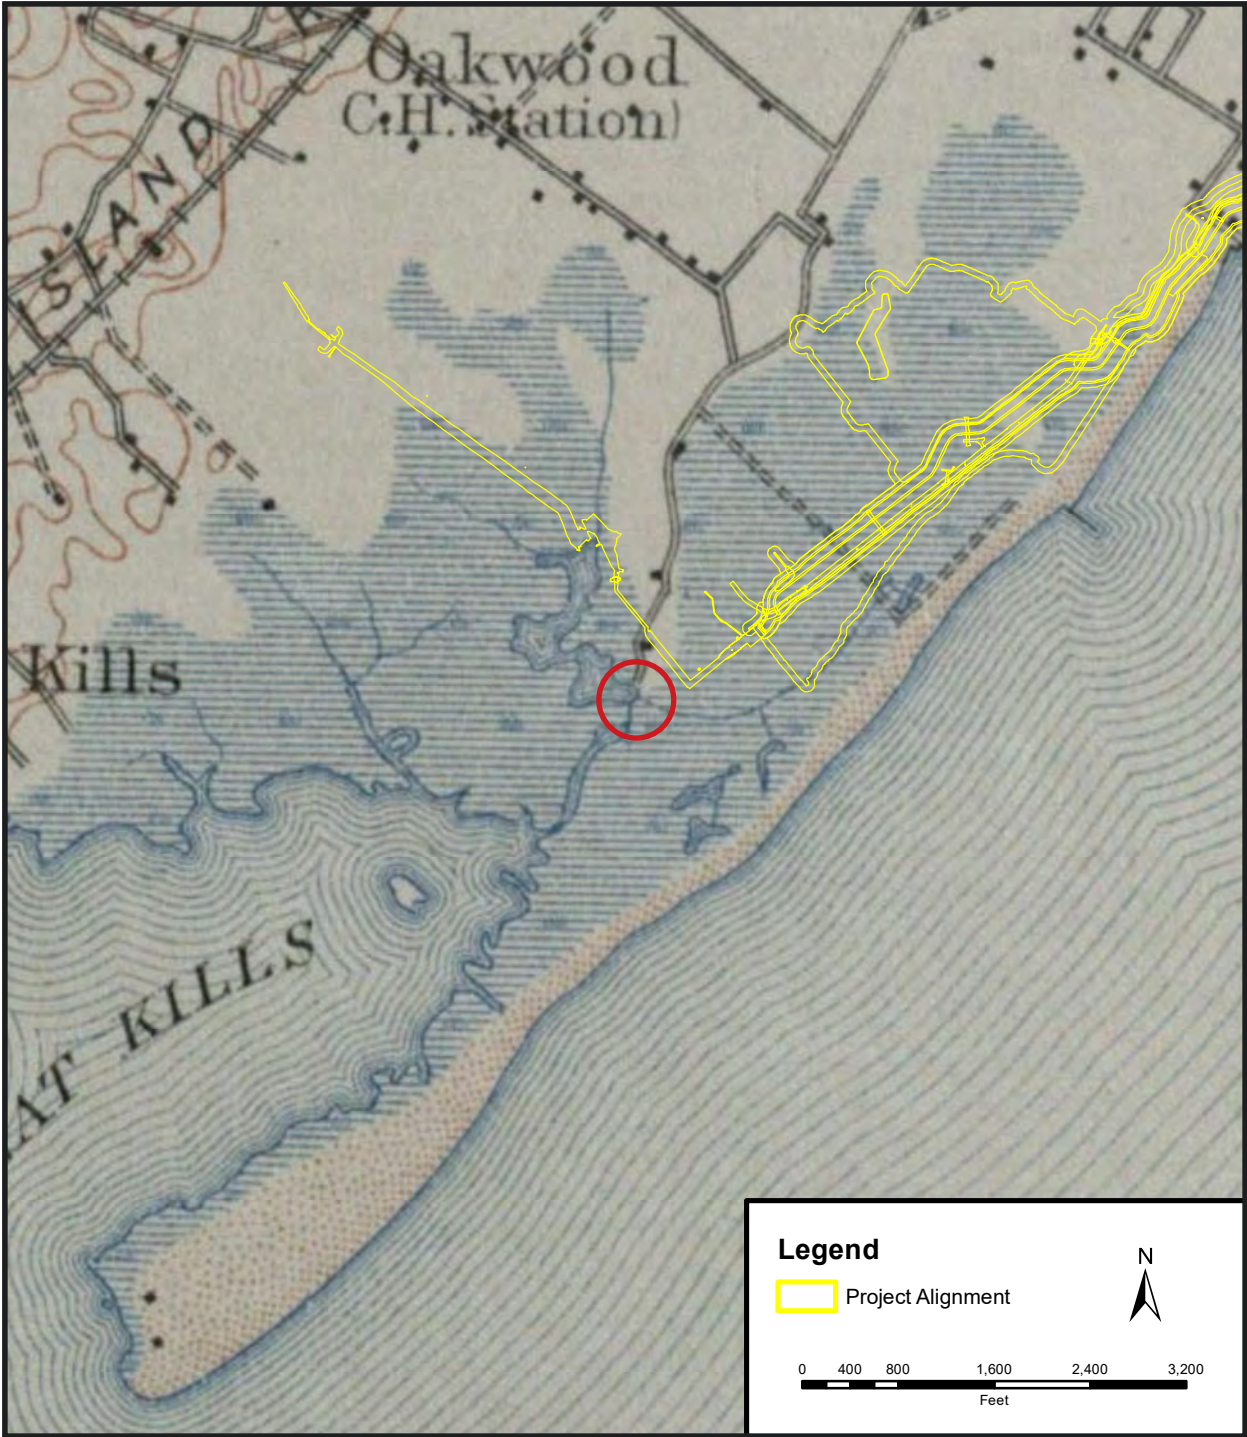 Oakwood
C.H. Station)
ISLAND
Kills
AT KILLS
Legend
Project Alignment
N
0 400 800 1,600 2,400 3,200
Feet